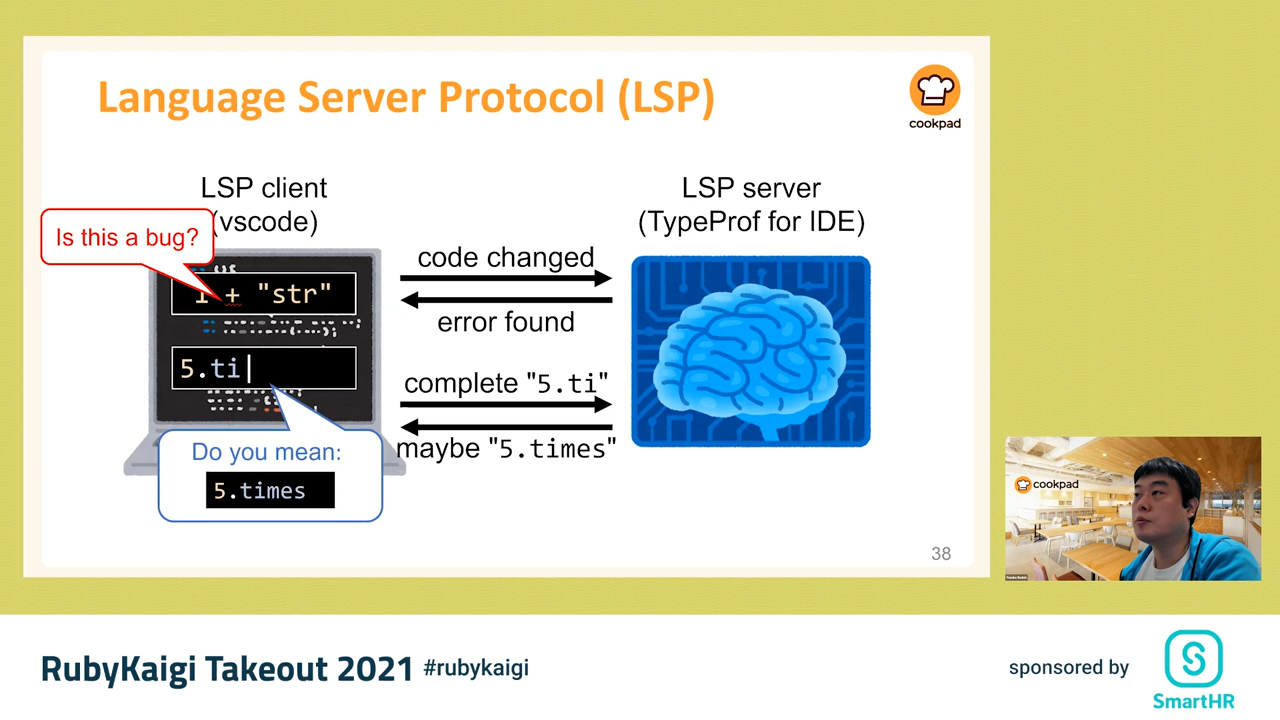 Language Server Protocol (LSP)
cookpad
LSP client
(vscode)
LSP server
(TypeProf for IDE)
Is this a bug?
1 + "str"
5.ti
Do you mean:
5.times
code changed
error found
complete "5.ti"
maybe "5.times"
38
cookpad
RubyKaigi Takeout 2021 #rubykaigi
sponsored by
SmartHR